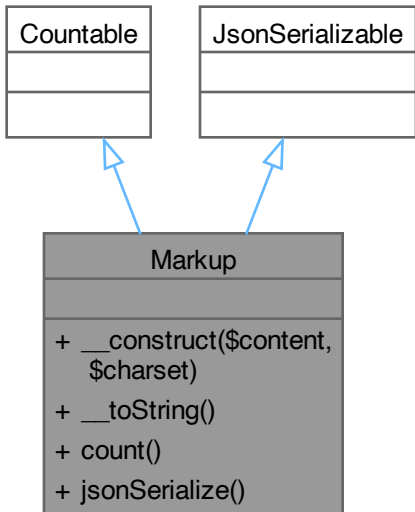 Countable
JsonSerializable
Markup
+ __construct($content,
$charset)
+ __toString()
+ count()
+ jsonSerialize()